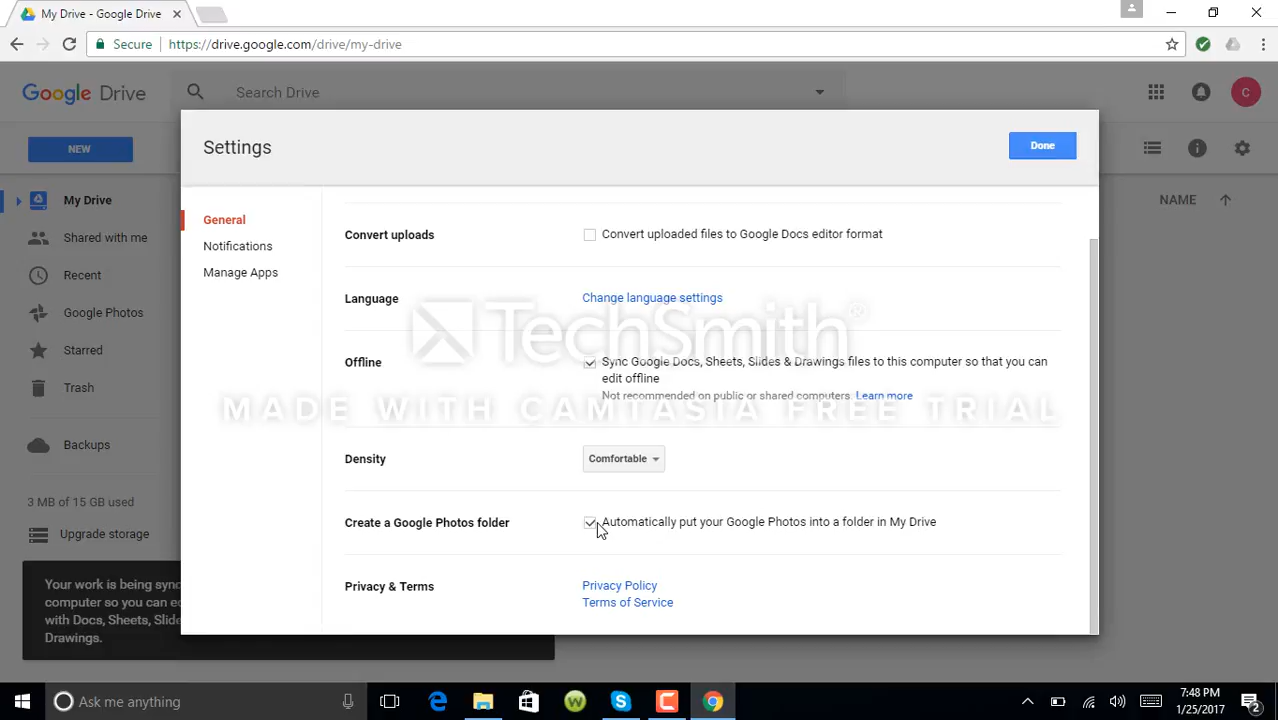 My Drive - Google Drive
Secure
https://drive.google.com/drive/my-drive
Google Drive
Search Drive
C
Settings
Done
NEW
My Drive
Shared with me
Recent
Google Photos
Starred
Trash
Backups
3 MB of 15 GB used
Upgrade storage
Your work is being sync
computer so you can e
with Docs, Sheets, Slide
Drawings.
NAME
General
Notifications
Manage Apps
Convert uploads
Convert uploaded files to Google Docs editor format
Language
Change language settings
Offline
Sync Google Docs, Sheets, Slides & Drawings files to this computer so that you can
edit offline
Not recommended on public or shared computers. Learn more
Density
Comfortable
Create a Google Photos folder
Automatically put your Google Photos into a folder in My Drive
Privacy & Terms
Privacy Policy
Terms of Service
TechSmith
MADE WITH CAMTASIA FREE TRIAL
Ask me anything
7:48 PM
1/25/2017
2